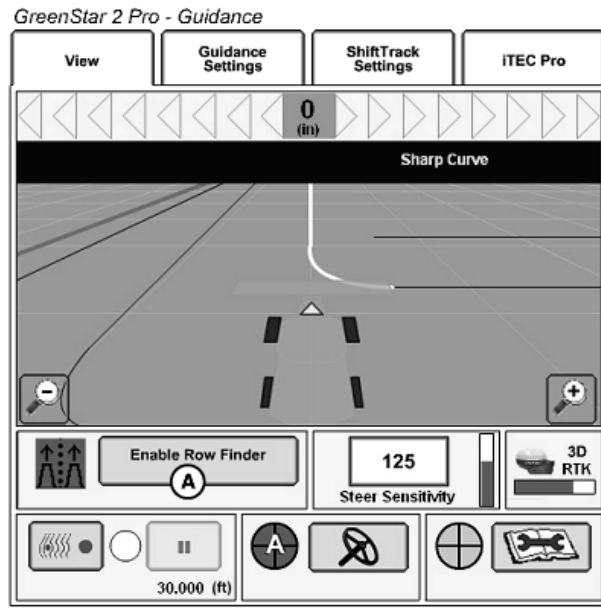 GreenStar 2 Pro - Guidance
View
Guidance
Settings
ShiftTrack
Settings
iTEC Pro
0
(in)
Sharp Curve
Enable Row Finder
A
125
Steer Sensitivity
3D
RTK
A
30.000 (ft)